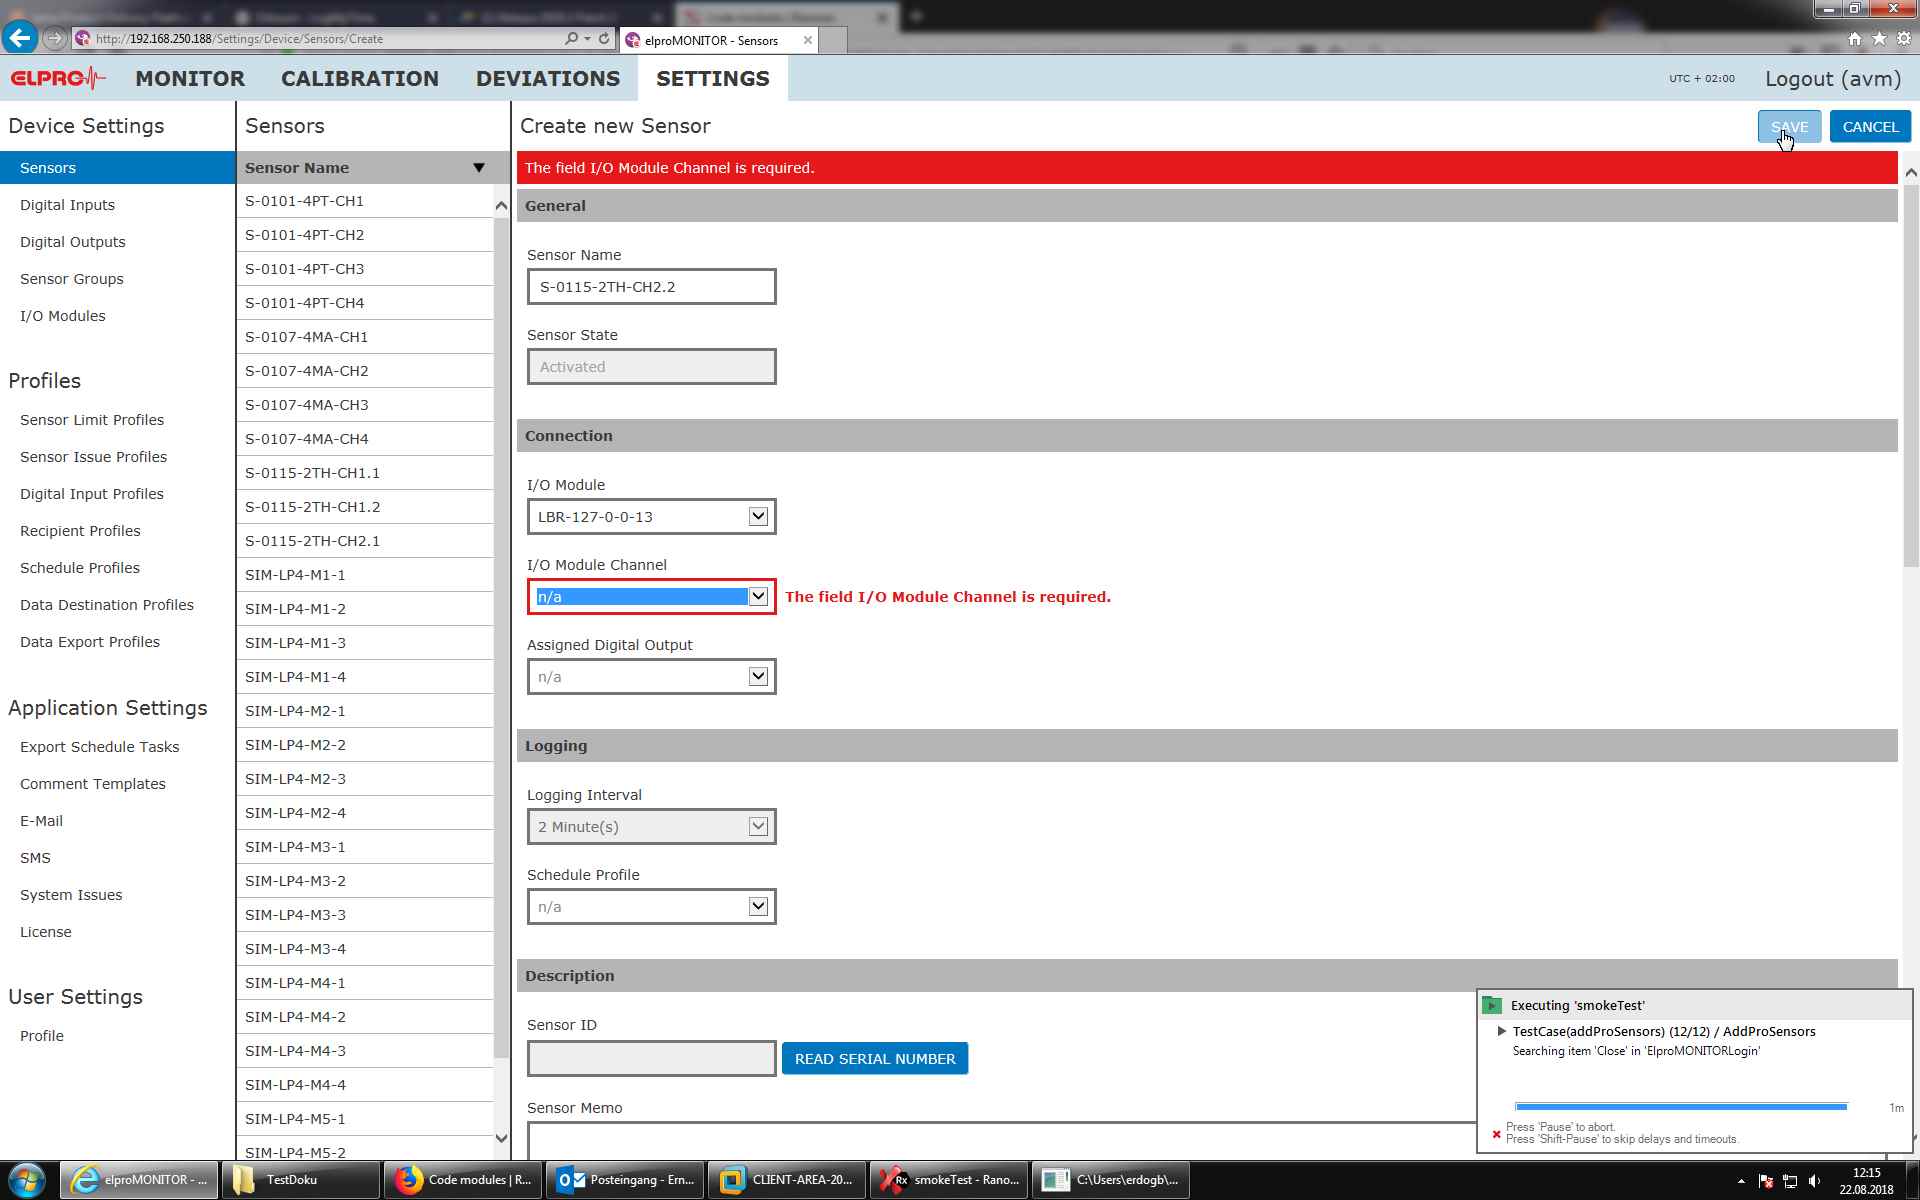 http://192.168.250.188/Settings/Device/Sensors/Create
elproMONITOR - Sensors
ELPRO
MONITOR
CALIBRATION
DEVIATIONS
SETTINGS
UTC + 02:00
Logout (avm)
Device Settings
Sensors
Digital Inputs
Digital Outputs
Sensor Groups
I/O Modules
Profiles
Sensor Limit Profiles
Sensor Issue Profiles
Digital Input Profiles
Recipient Profiles
Schedule Profiles
Data Destination Profiles
Data Export Profiles
Application Settings
Export Schedule Tasks
Comment Templates
E-Mail
SMS
System Issues
License
User Settings
Profile
Sensors
Sensor Name
S-0101-4PT-CH1
S-0101-4PT-CH2
S-0101-4PT-CH3
S-0101-4PT-CH4
S-0107-4MA-CH1
S-0107-4MA-CH2
S-0107-4MA-CH3
S-0107-4MA-CH4
S-0115-2TH-CH1.1
S-0115-2TH-CH1.2
S-0115-2TH-CH2.1
SIM-LP4-M1-1
SIM-LP4-M1-2
SIM-LP4-M1-3
SIM-LP4-M1-4
SIM-LP4-M2-1
SIM-LP4-M2-2
SIM-LP4-M2-3
SIM-LP4-M2-4
SIM-LP4-M3-1
SIM-LP4-M3-2
SIM-LP4-M3-3
SIM-LP4-M3-4
SIM-LP4-M4-1
SIM-LP4-M4-2
SIM-LP4-M4-3
SIM-LP4-M4-4
SIM-LP4-M5-1
SIM-LP4-M5-2
Create new Sensor
SAVE
CANCEL
The field I/O Module Channel is required.
General
Sensor Name
S-0115-2TH-CH2.2
Sensor State
Activated
Connection
I/O Module
LBR-127-0-0-13
I/O Module Channel
n/a
The field I/O Module Channel is required.
Assigned Digital Output
n/a
Logging
Logging Interval
2 Minute(s)
Schedule Profile
n/a
Description
Sensor ID
READ SERIAL NUMBER
Sensor Memo
Executing 'smokeTest'
TestCase(addProSensors) (12/12) / AddProSensors
Searching item 'Close' in 'ElproMONITORLogin'
1m
Press 'Pause' to abort.
Press 'Shift-Pause' to skip delays and timeouts.
elproMONITOR - ...
TestDoku
Code modules | R...
Posteingang - Ern...
CLIENT-AREA-20...
Rx
smokeTest - Rano...
C:\Users\erdogb\...
12:15
22.08.2018